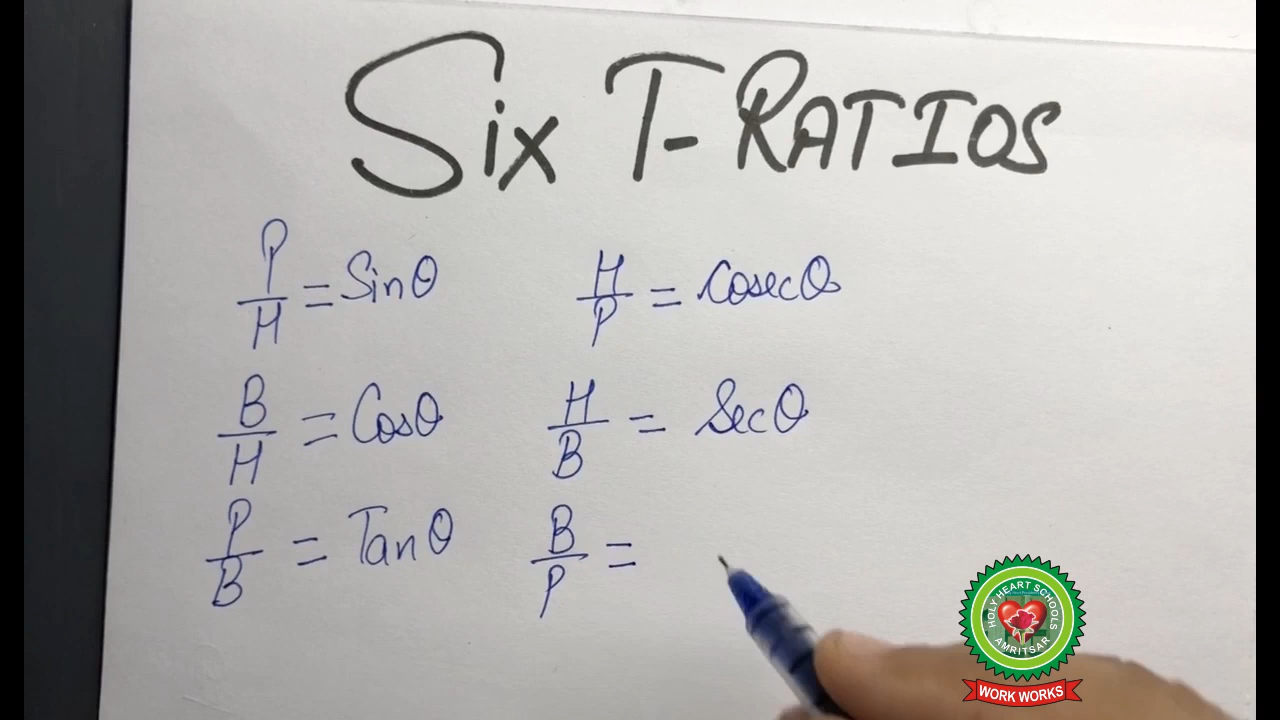 Six T-RATIOS
P/H = Sinθ H/P = Cosecθ
B/H = Cosθ H/B = Secθ
P/B = Tanθ B/P =
HOLY HEART SCHOOLS
AMRITSAR
WORK WORKS